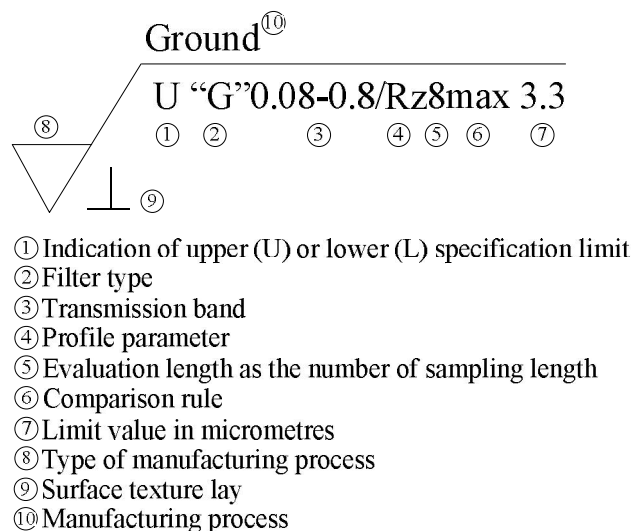 Ground⑩
U “G”0.08-0.8/Rz8max 3.3
⑧ ① ② ③ ④ ⑤ ⑥ ⑦
⊥ ⑨
①Indication of upper (U) or lower (L) specification limit
②Filter type
③Transmission band
④Profile parameter
⑤Evaluation length as the number of sampling length
⑥Comparison rule
⑦Limit value in micrometres
⑧Type of manufacturing process
⑨Surface texture lay
⑩Manufacturing process